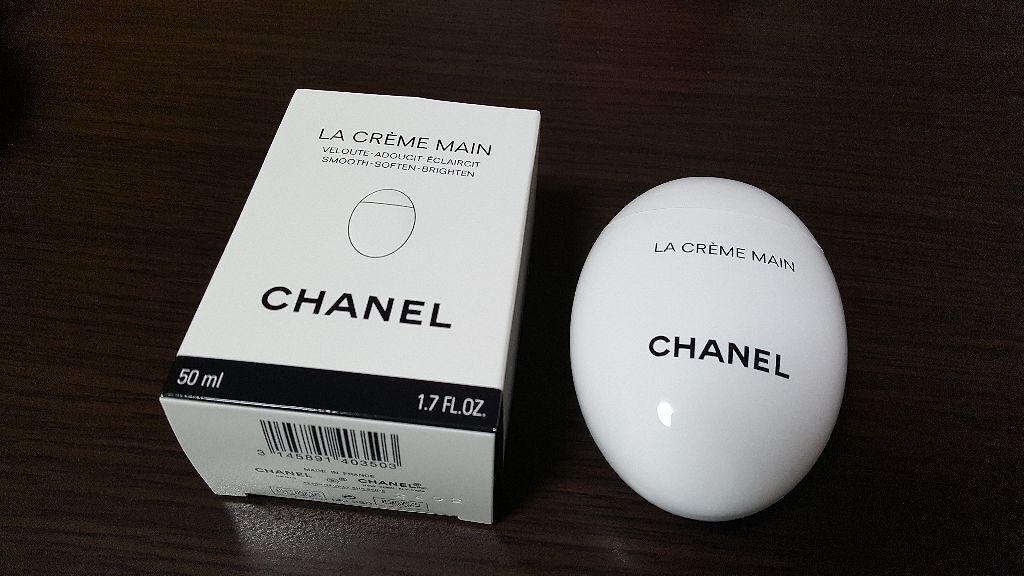 LA CRÈME MAIN
VELOUTE-ADOUCIT-ÉCLAIRCIT
SMOOTH-SOFTEN-BRIGHTEN
CHANEL
50 ml 1.7 FL.OZ.
3 145891 403503
MADE IN FRANCE
CHANEL CHANEL®
LA CRÈME MAIN
CHANEL